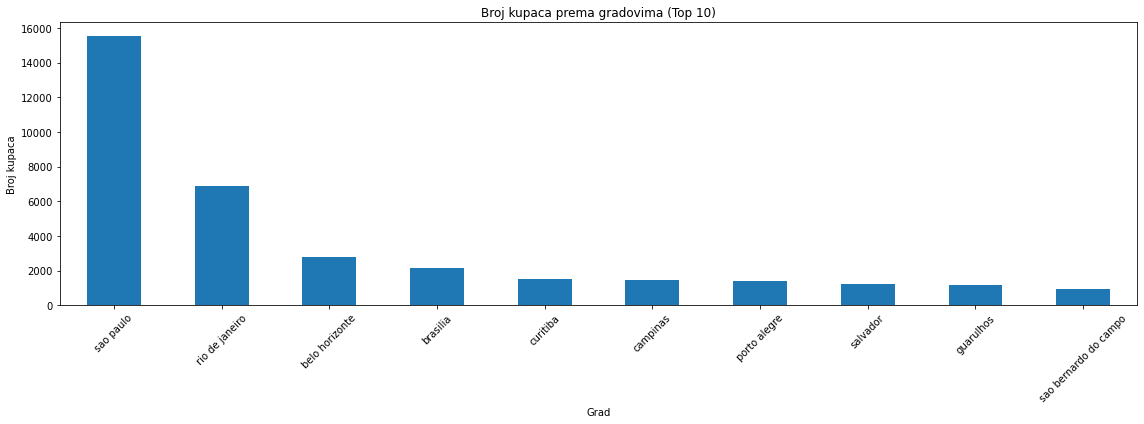 Broj kupaca prema gradovima (Top 10)
Broj kupaca
16000
14000
12000
10000
8000
6000
4000
2000
0
sao paulo
rio de janeiro
belo horizonte
brasilia
curitiba
campinas
porto alegre
salvador
guarulhos
sao bernardo do campo
Grad